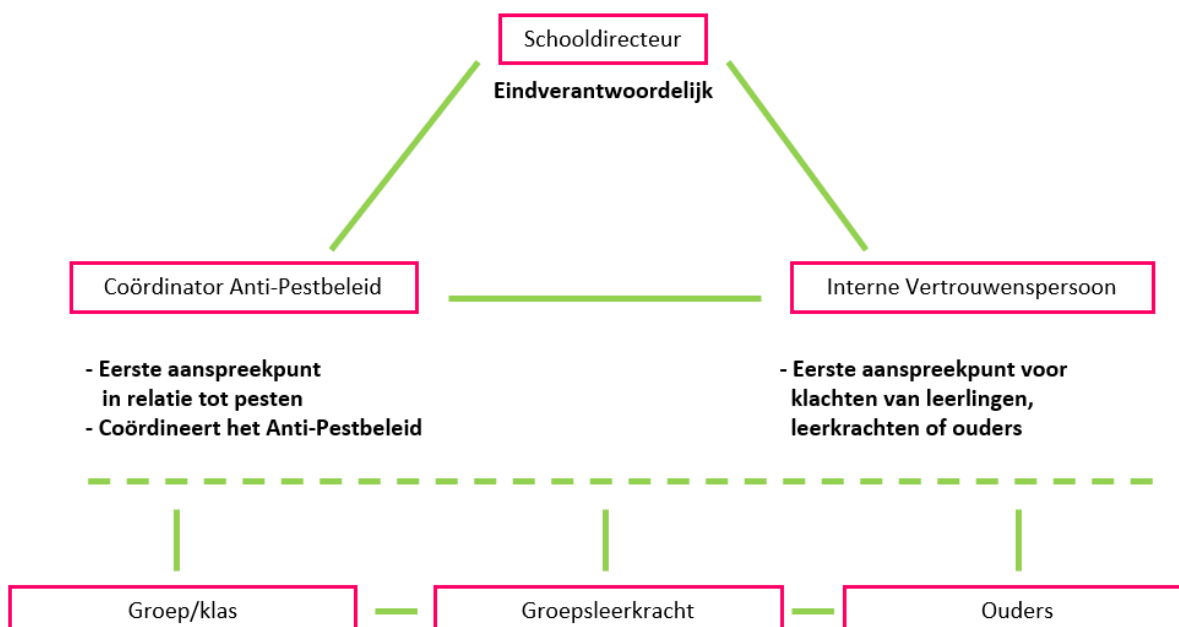 Schooldirecteur
Eindverantwoordelijk
Coördinator Anti-Pestbeleid
Interne Vertrouwenspersoon
- Eerste aanspreekpunt
in relatie tot pesten
- Coördineert het Anti-Pestbeleid
- Eerste aanspreekpunt voor
klachten van leerlingen,
leerkrachten of ouders
Groep/klas
Groepsleerkracht
Ouders